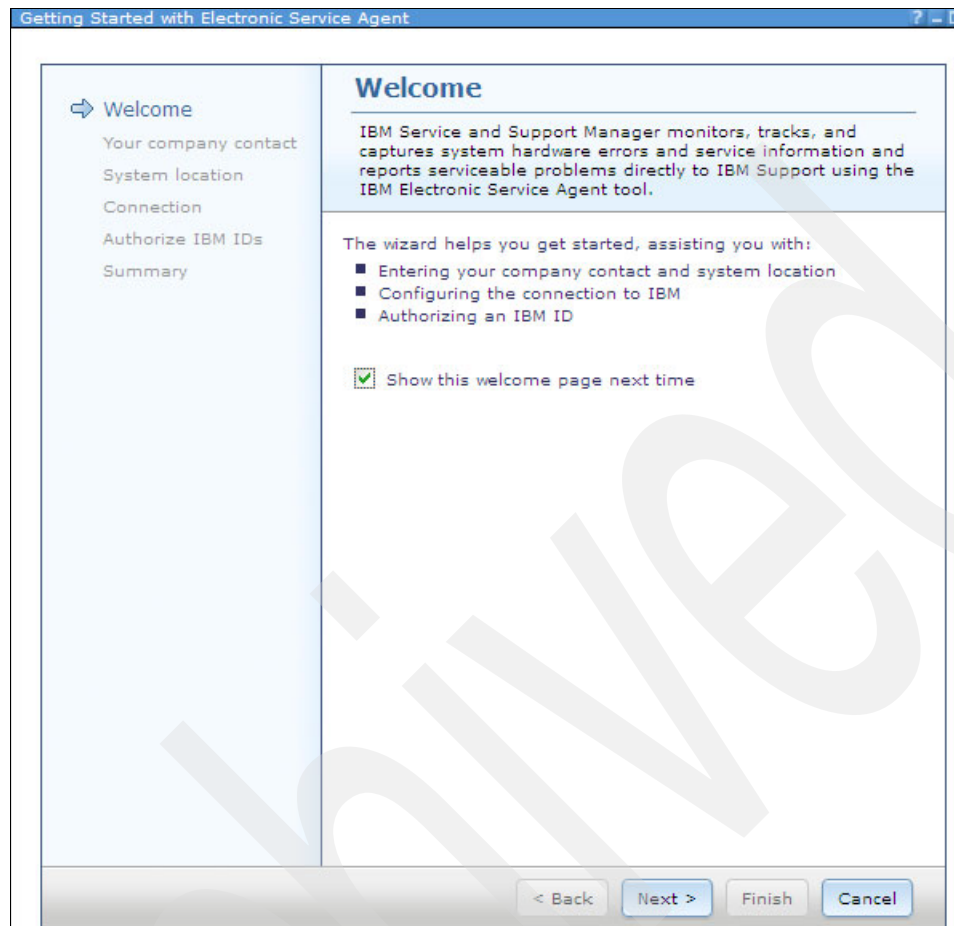 Getting Started with Electronic Service Agent
Welcome
Your company contact
System location
Connection
Authorize IBM IDs
Summary
Welcome
IBM Service and Support Manager monitors, tracks, and
captures system hardware errors and service information and
reports serviceable problems directly to IBM Support using the
IBM Electronic Service Agent tool.
The wizard helps you get started, assisting you with:
Entering your company contact and system location
Configuring the connection to IBM
Authorizing an IBM ID
Show this welcome page next time
< Back Next > Finish Cancel
hived